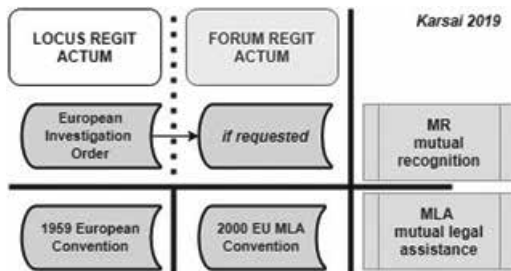 LOCUS REGIT
ACTUM
FORUM REGIT
ACTUM
Karsai 2019
European
Investigation
Order
if requested
MR
mutual
recognition
1959 European
Convention
2000 EU MLA
Convention
MLA
mutual legal
assistance